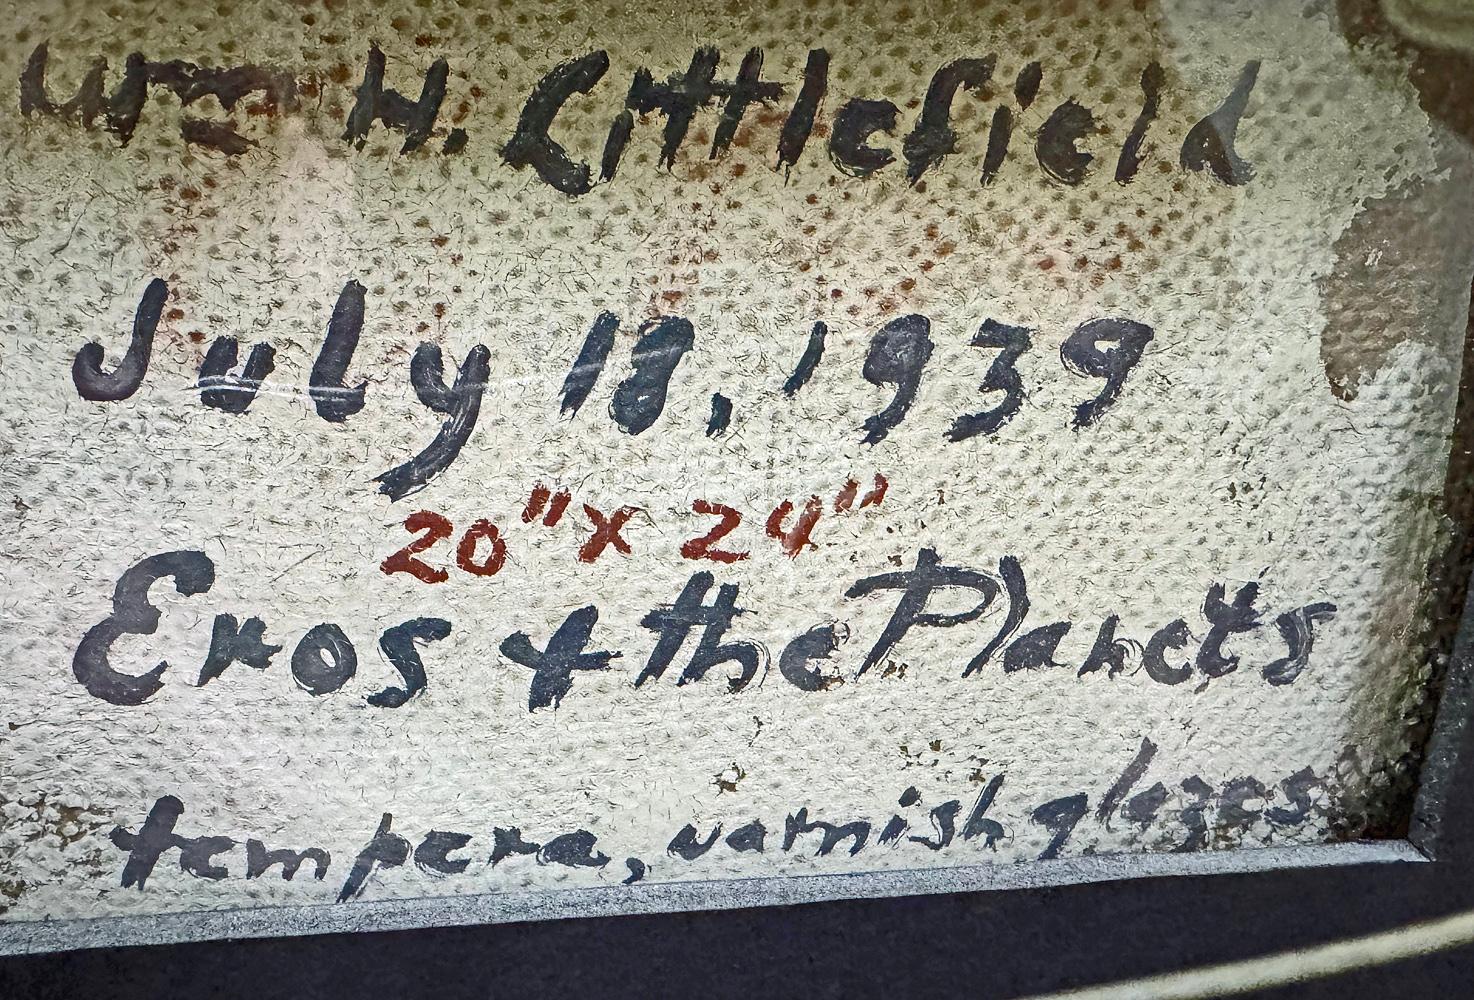 Wm H. Littlefield
July 18, 1939
20" x 24"
Eros & the Planets
tempera, varnish glazes